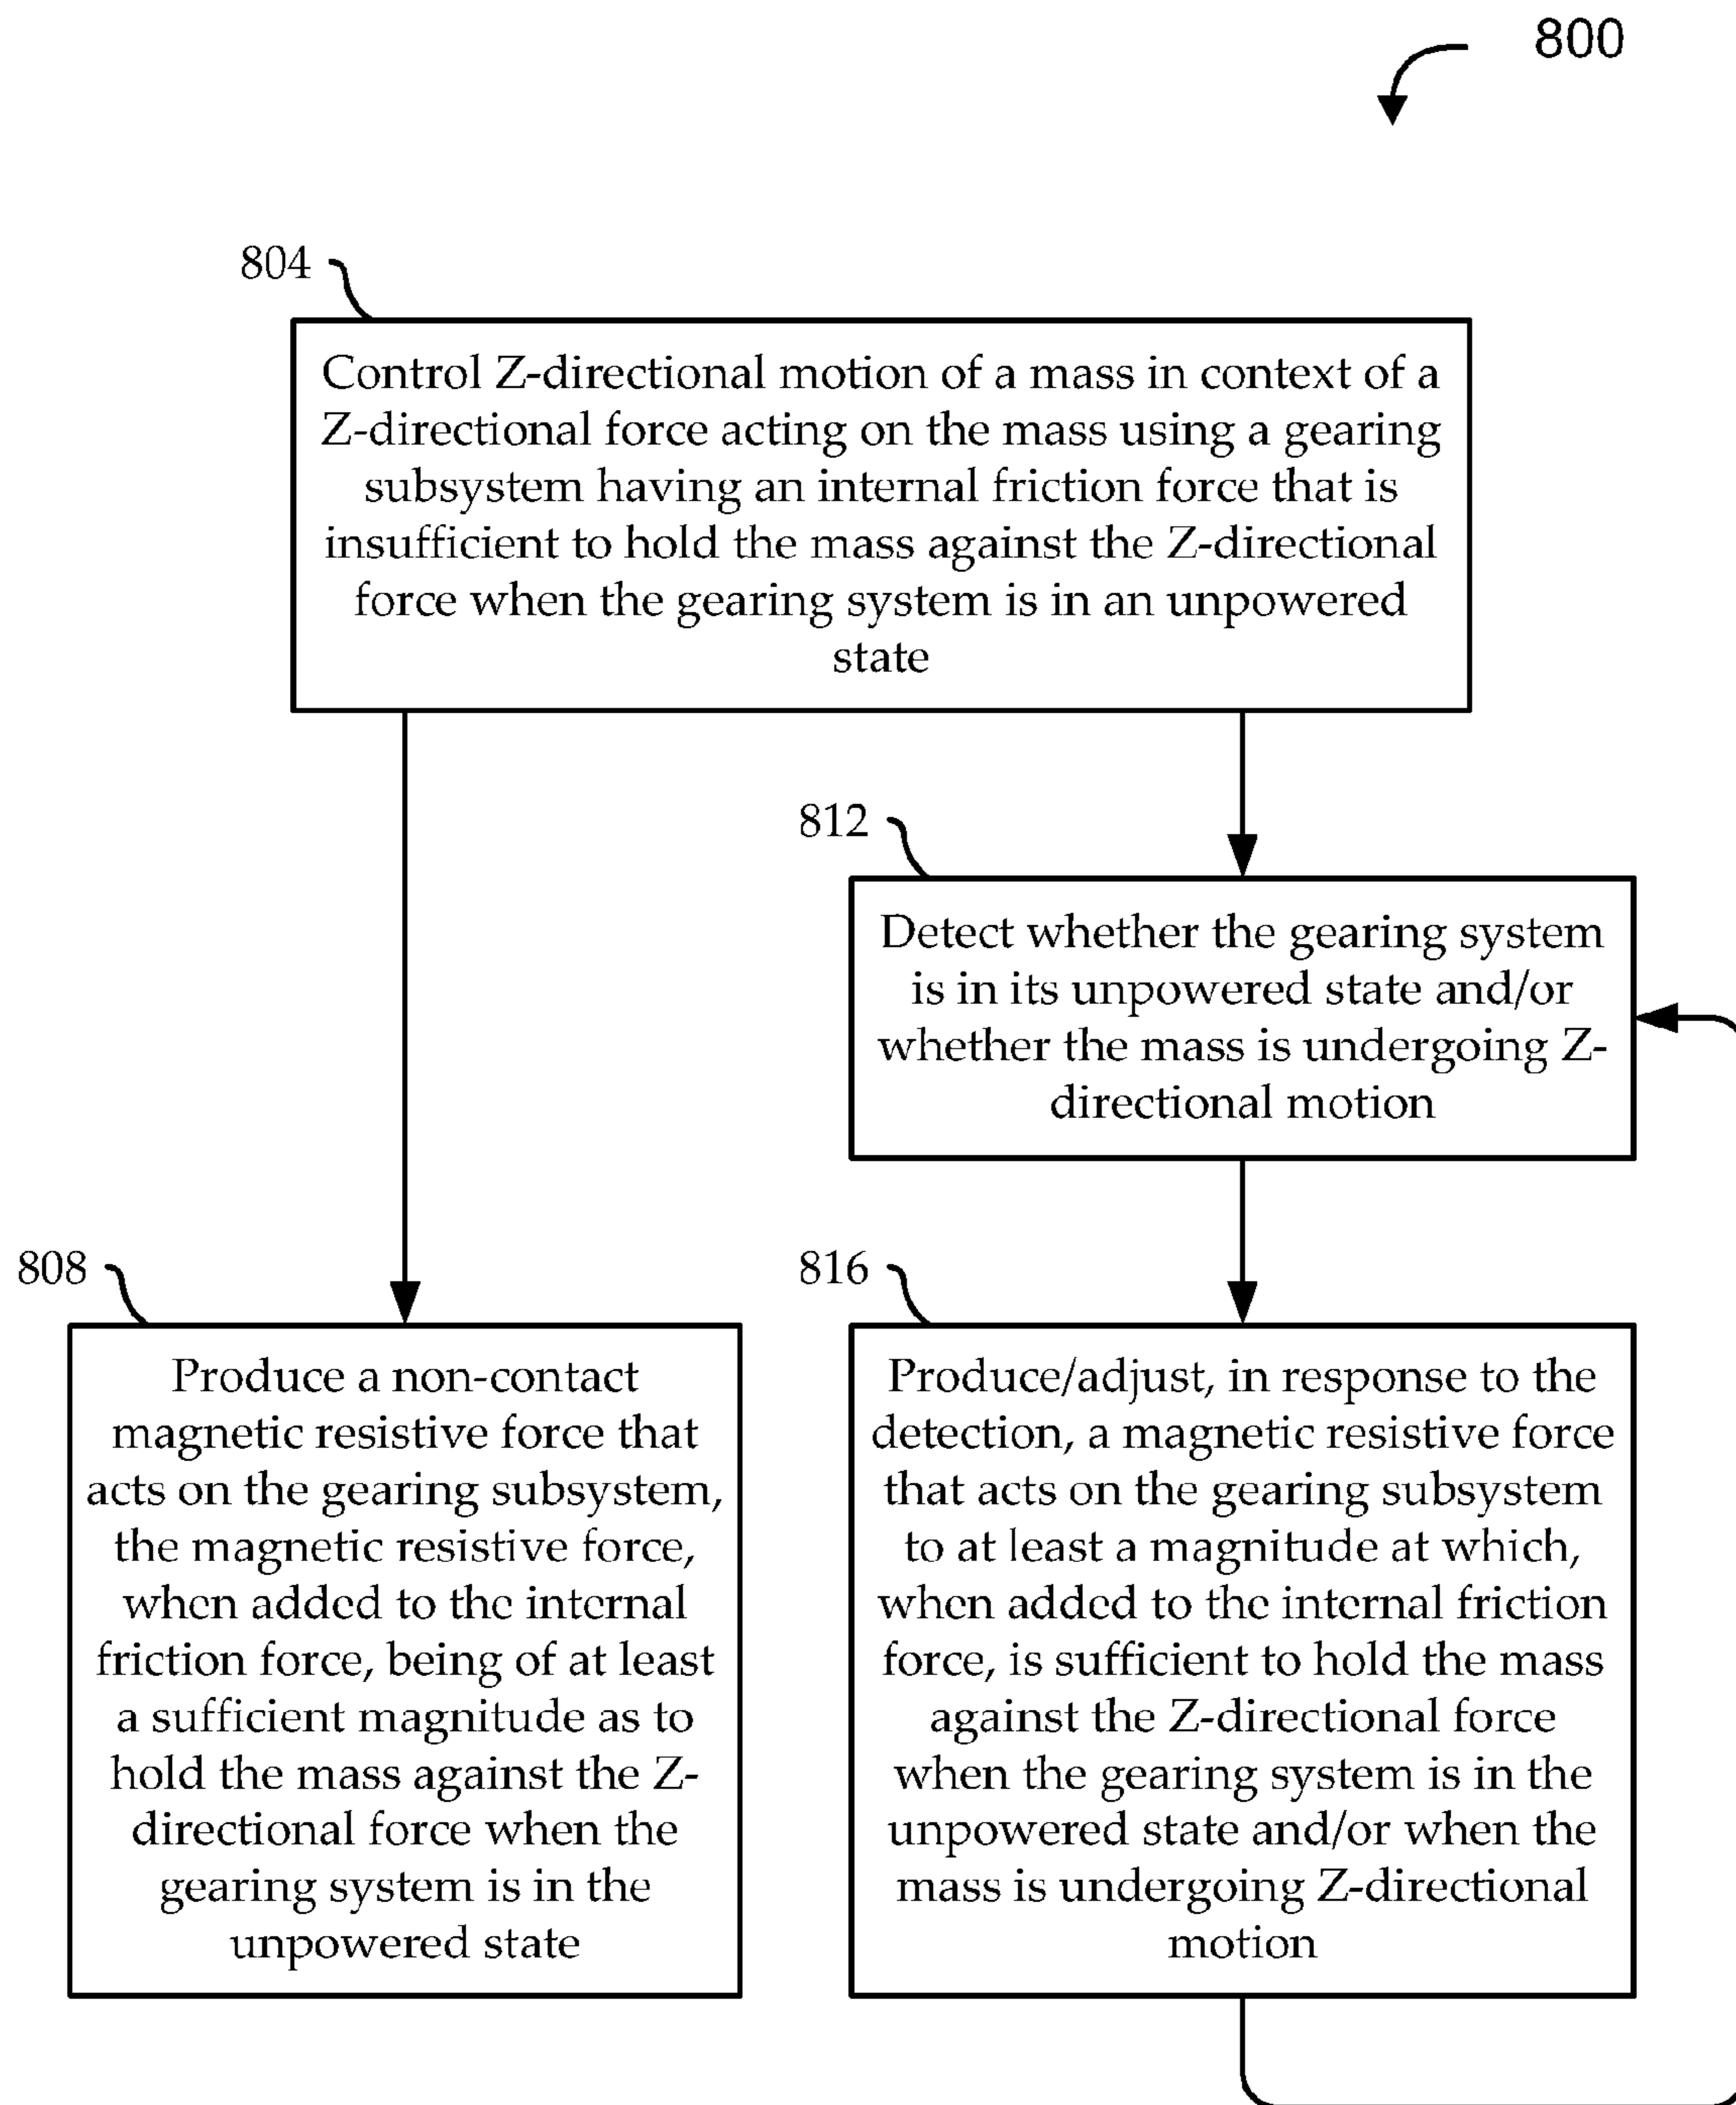 800
804
Control Z-directional motion of a mass in context of a
Z-directional force acting on the mass using a gearing
subsystem having an internal friction force that is
insufficient to hold the mass against the Z-directional
force when the gearing system is in an unpowered
state
812
Detect whether the gearing system
is in its unpowered state and/or
whether the mass is undergoing Z-
directional motion
808
Produce a non-contact
magnetic resistive force that
acts on the gearing subsystem,
the magnetic resistive force,
when added to the internal
friction force, being of at least
a sufficient magnitude as to
hold the mass against the Z-
directional force when the
gearing system is in the
unpowered state
816
Produce/adjust, in response to the
detection, a magnetic resistive force
that acts on the gearing subsystem
to at least a magnitude at which,
when added to the internal friction
force, is sufficient to hold the mass
against the Z-directional force
when the gearing system is in the
unpowered state and/or when the
mass is undergoing Z-directional
motion